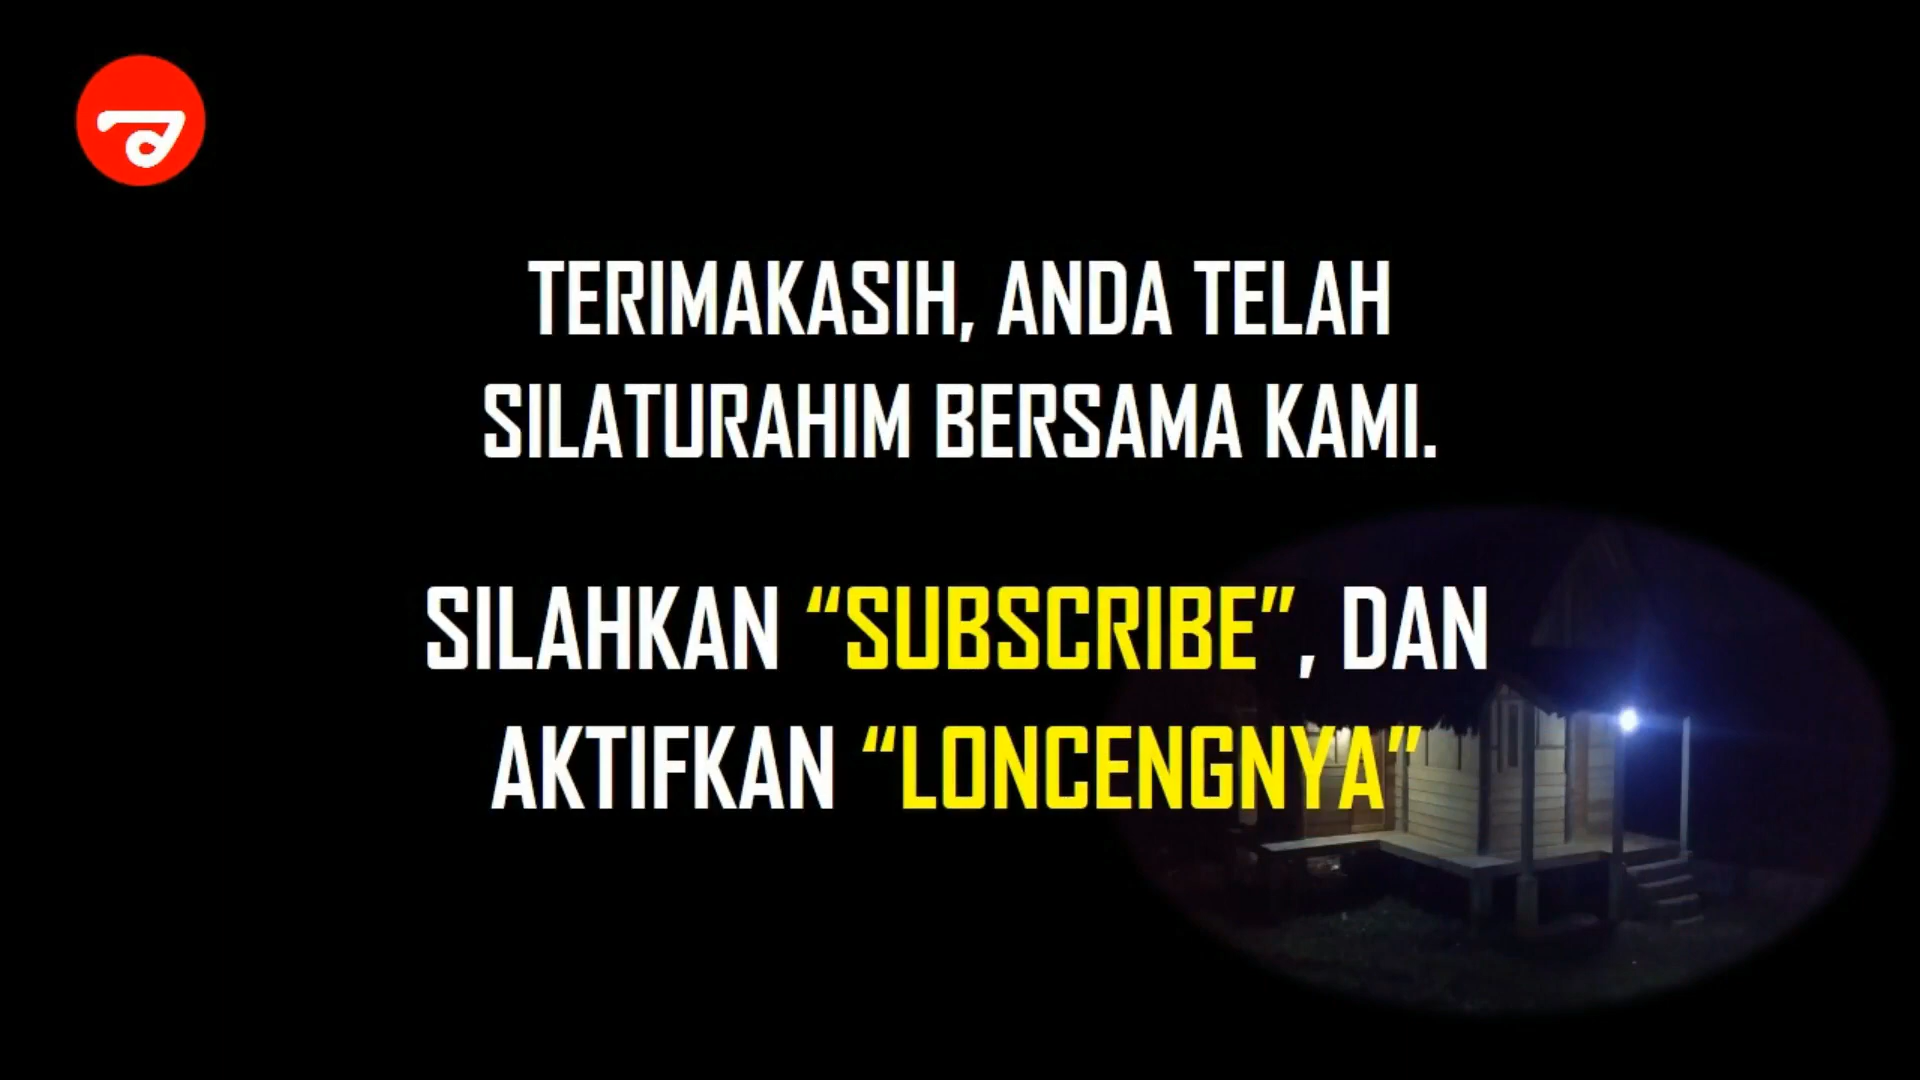 TERIMAKASIH, ANDA TELAH
SILATURAHIM BERSAMA KAMI.
SILAHKAN “SUBSCRIBE”, DAN
AKTIFKAN “LONCENGNYA”